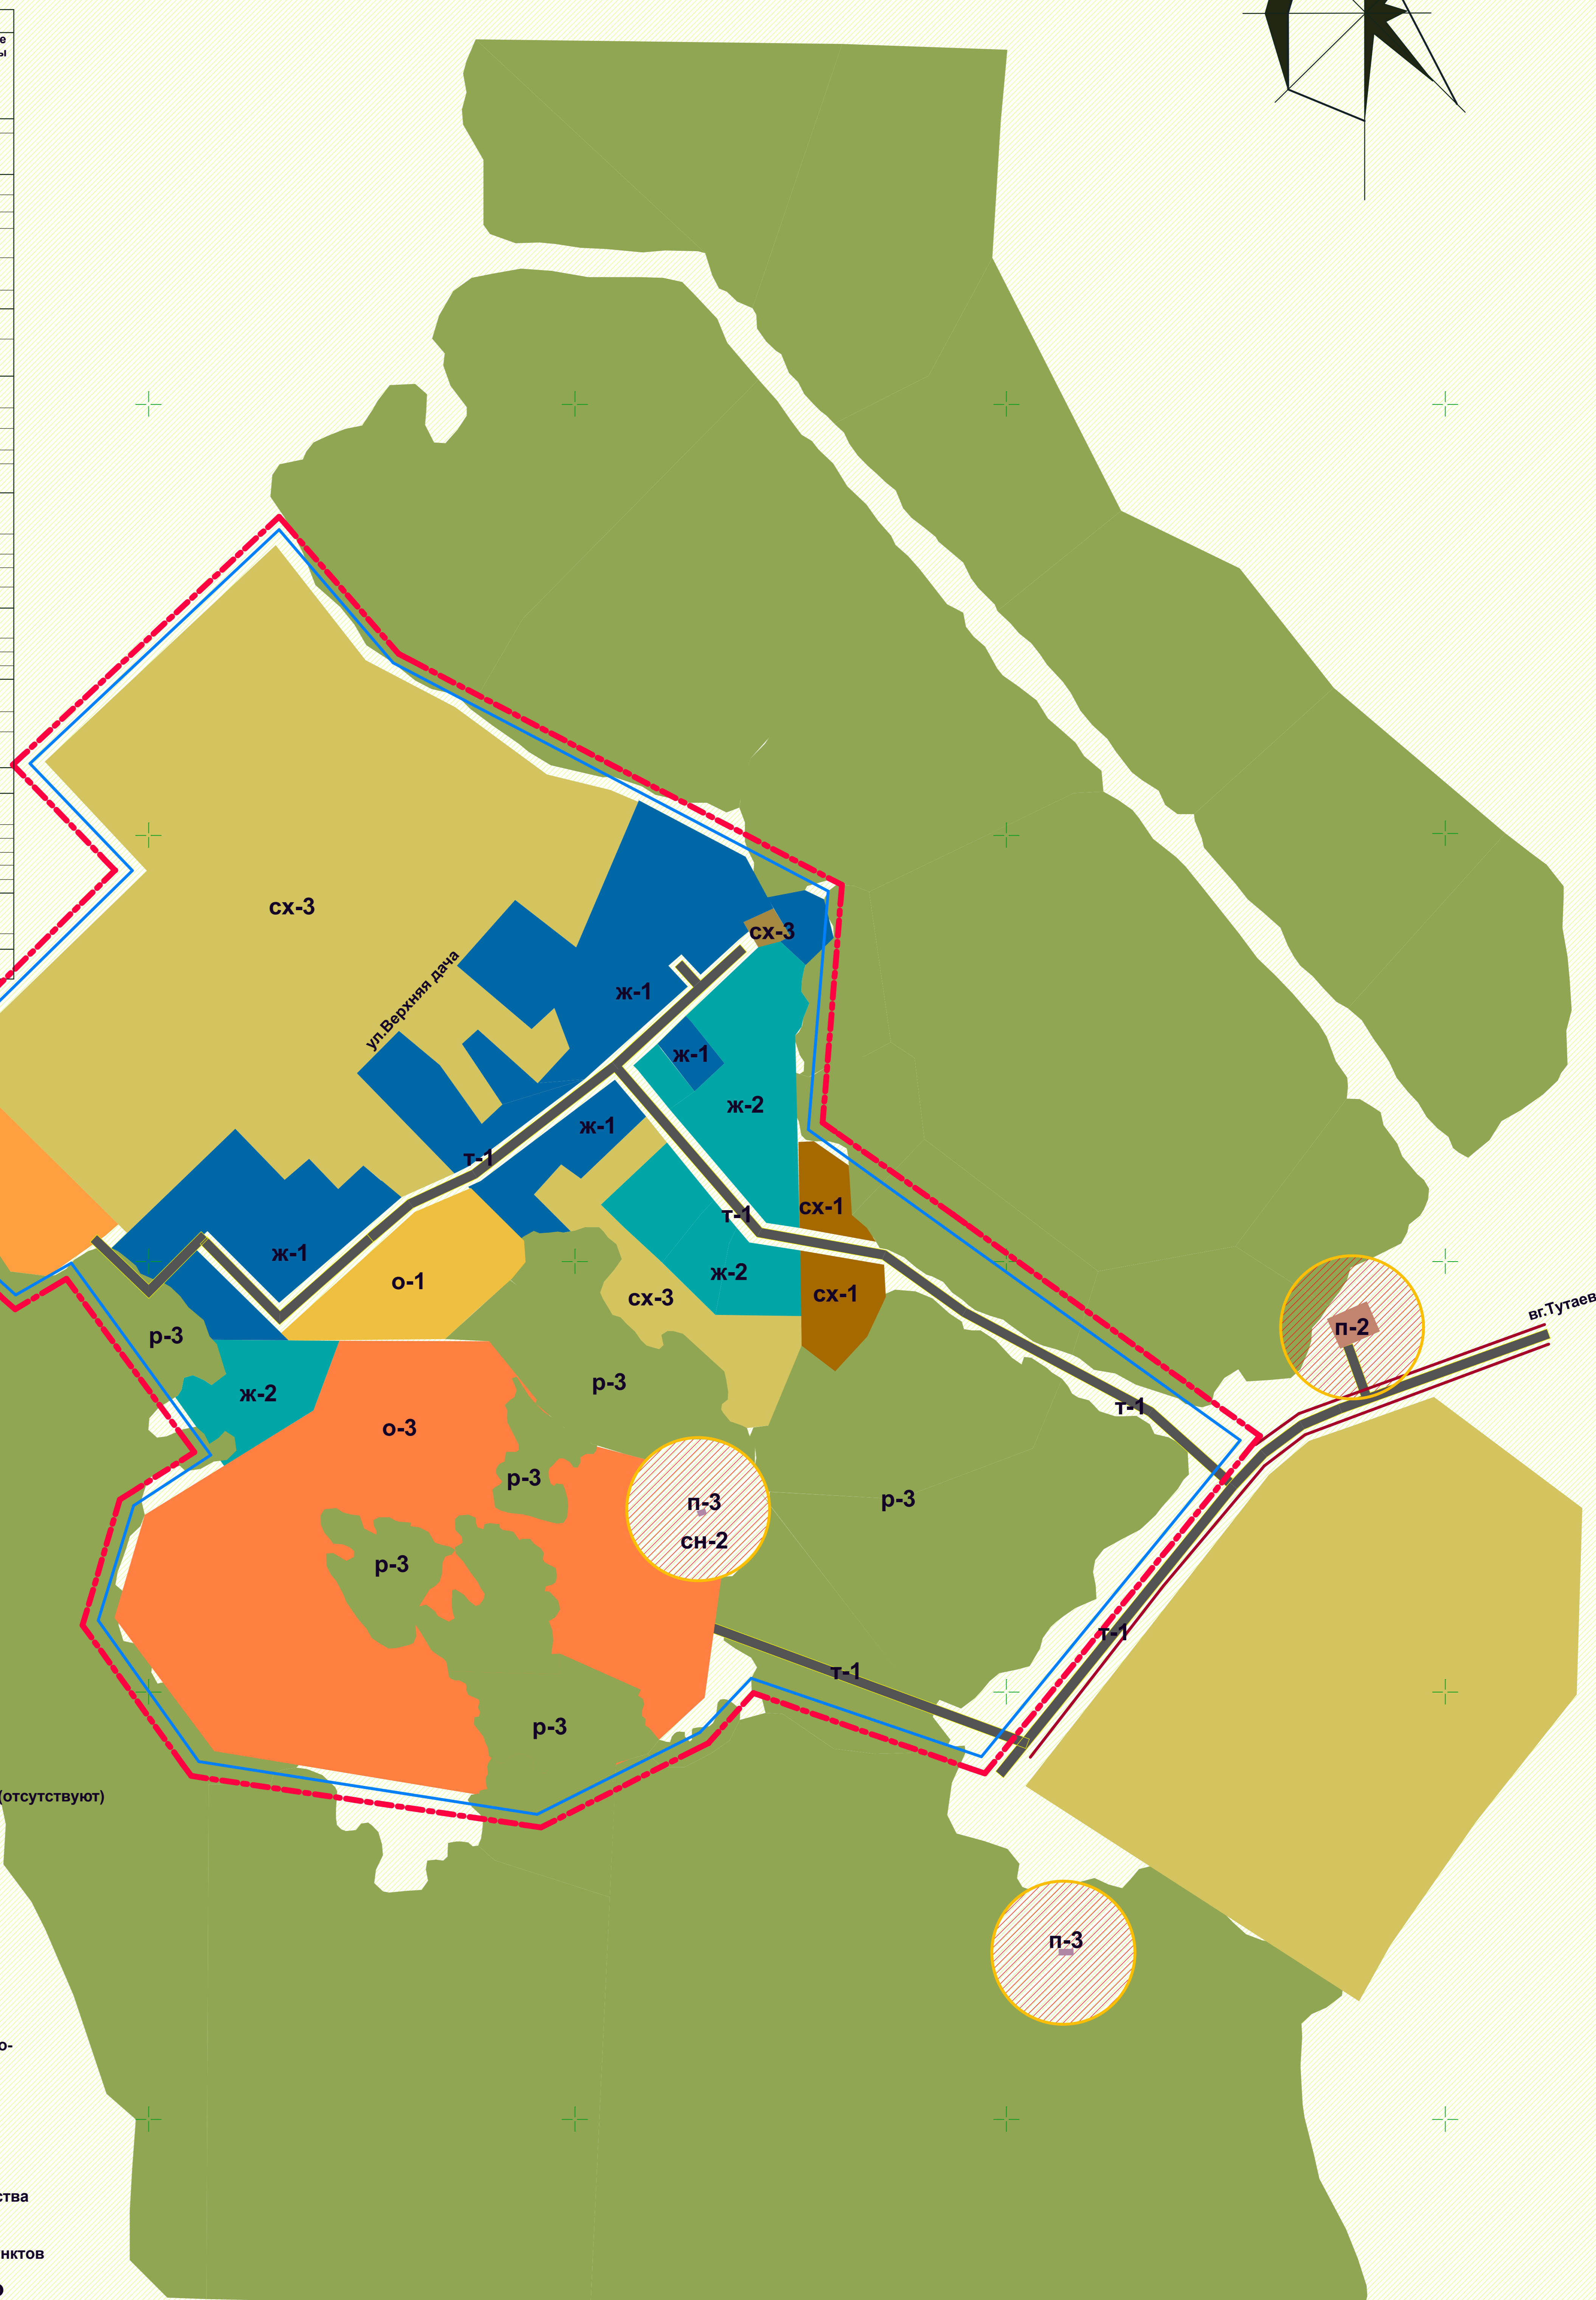 е
ы
сх-3
сх-3
ул.Верхняя дача
ж-1
ж-1
ж-2
ж-1
т-1
сх-1
т-1
ж-1
ж-2
о-1
сх-1
сх-3
вг.Тутаев
п-2
р-3
р-3
ж-2
т-1
о-3
р-3
р-3
п-3
сн-2
р-3
т-1
т-1
р-3
(отсутствуют)
п-3
о-
ства
нктов